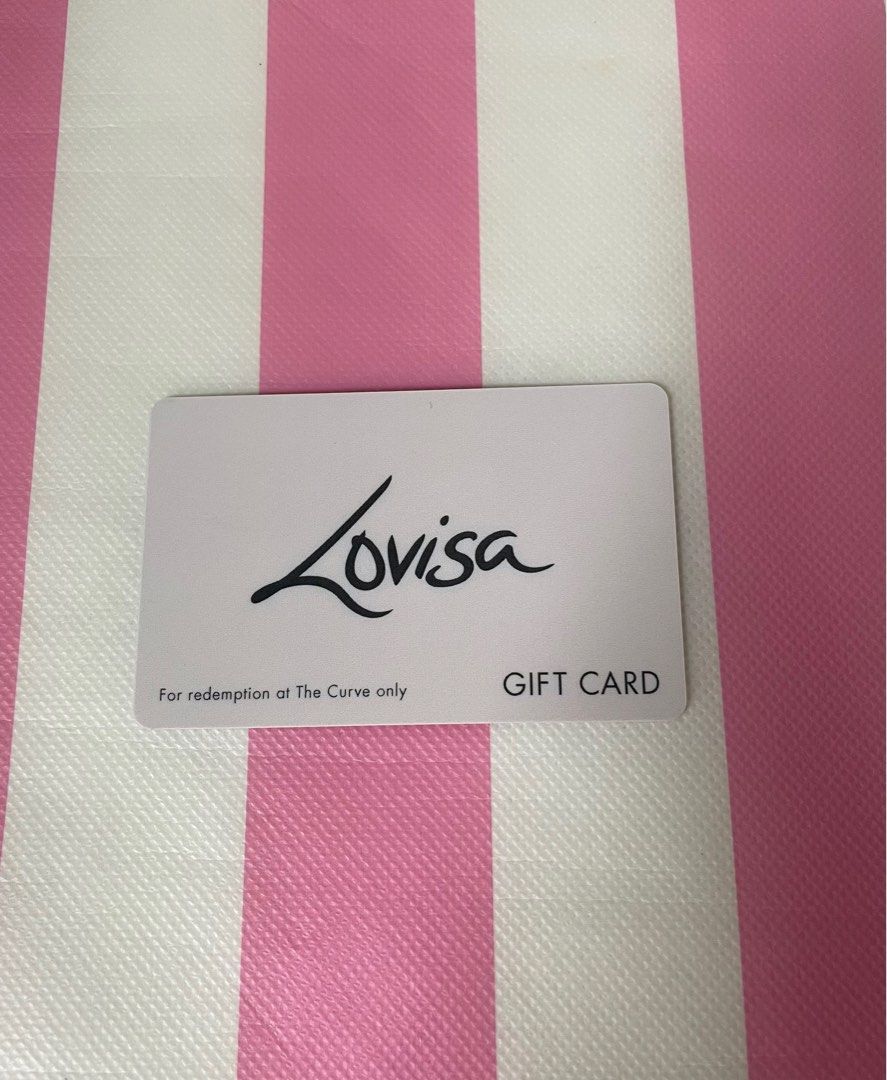 Lovisa
For redemption at The Curve only
GIFT CARD